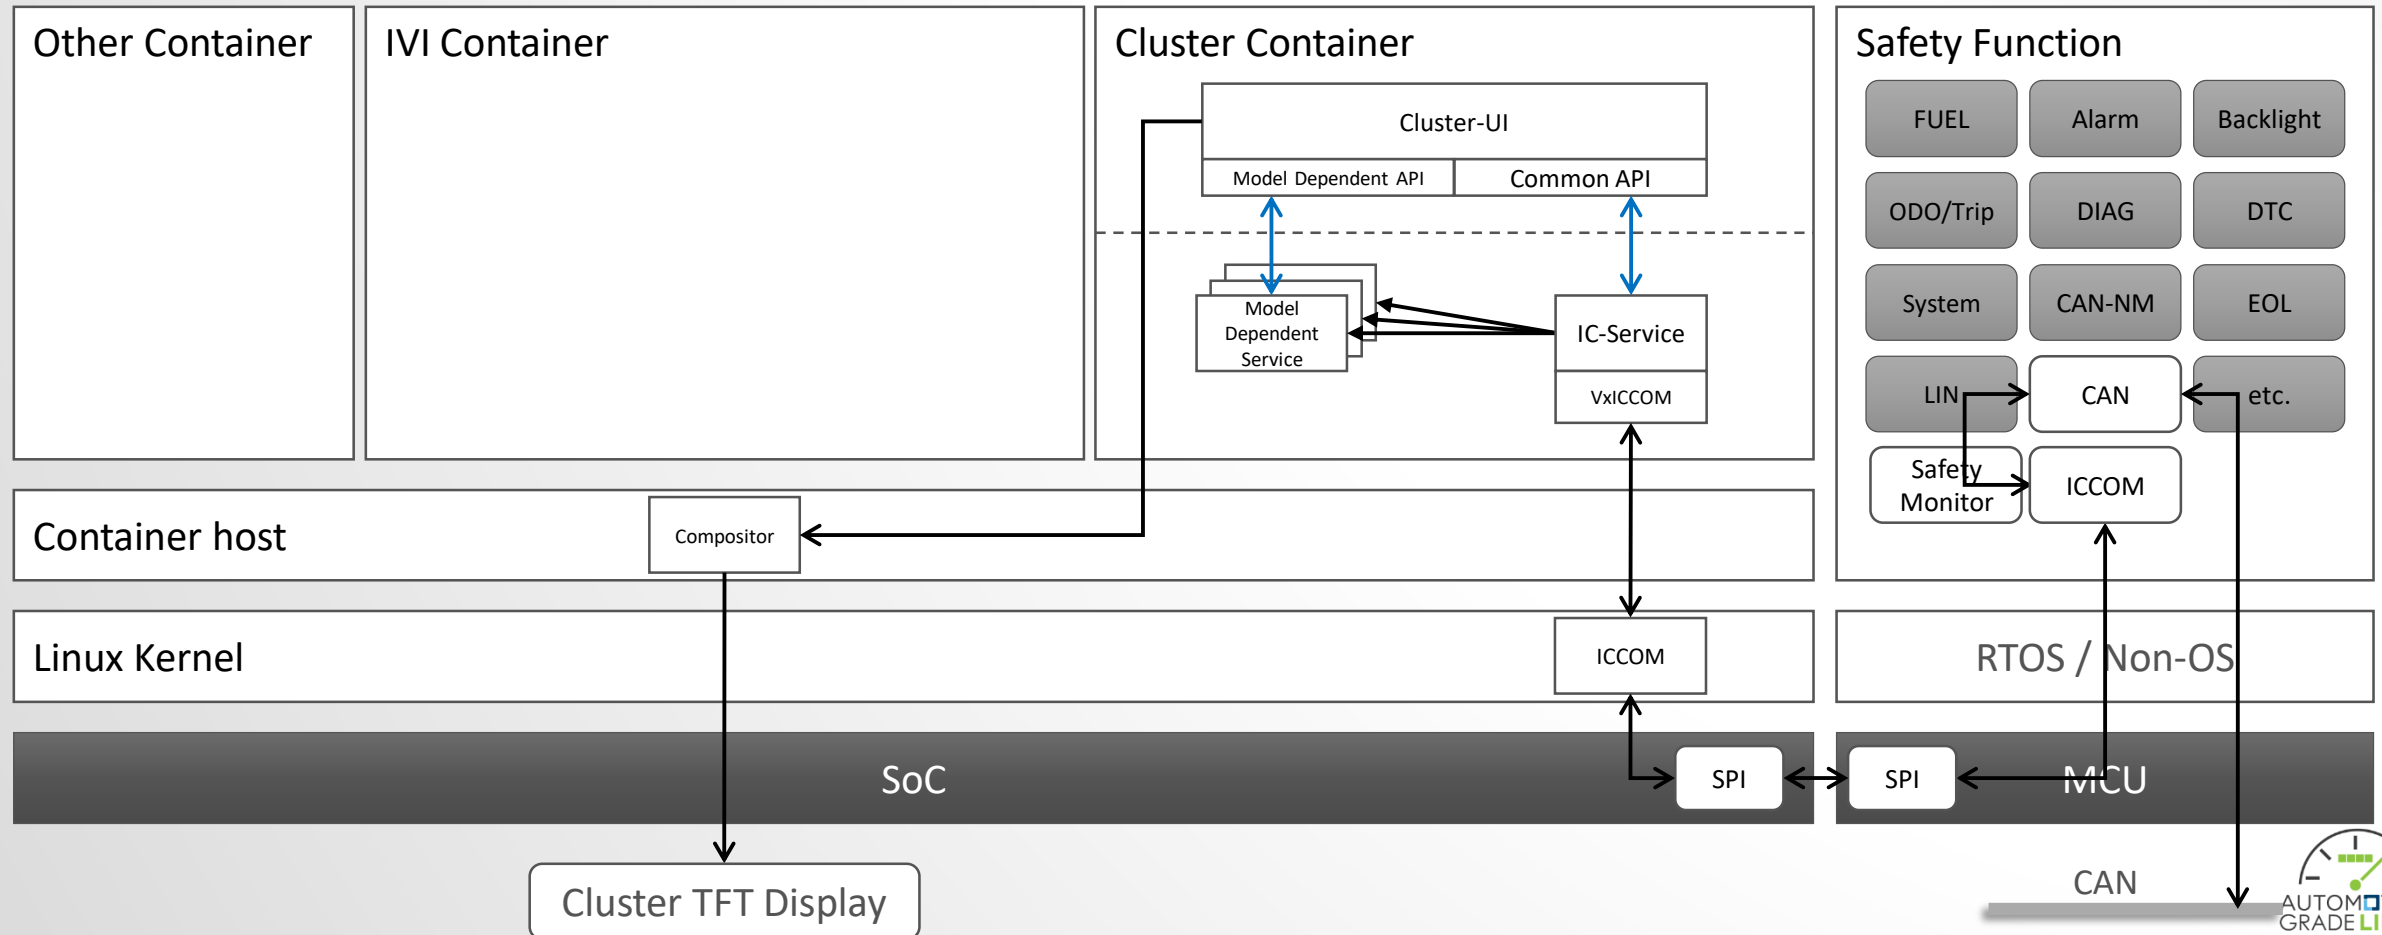 Other Container
IVI Container
Cluster Container
Safety Function
Cluster-UI
Model Dependent API
Common API
Model
Dependent
Service
IC-Service
VxICCOM
FUEL
Alarm
Backlight
ODO/Trip
DIAG
DTC
System
CAN-NM
EOL
LIN
CAN
etc.
Safety
Monitor
ICCOM
Container host
Compositor
Linux Kernel
ICCOM
RTOS / Non-OS
SoC
SPI
SPI
MCU
Cluster TFT Display
CAN
AUTOMO
GRADE LI